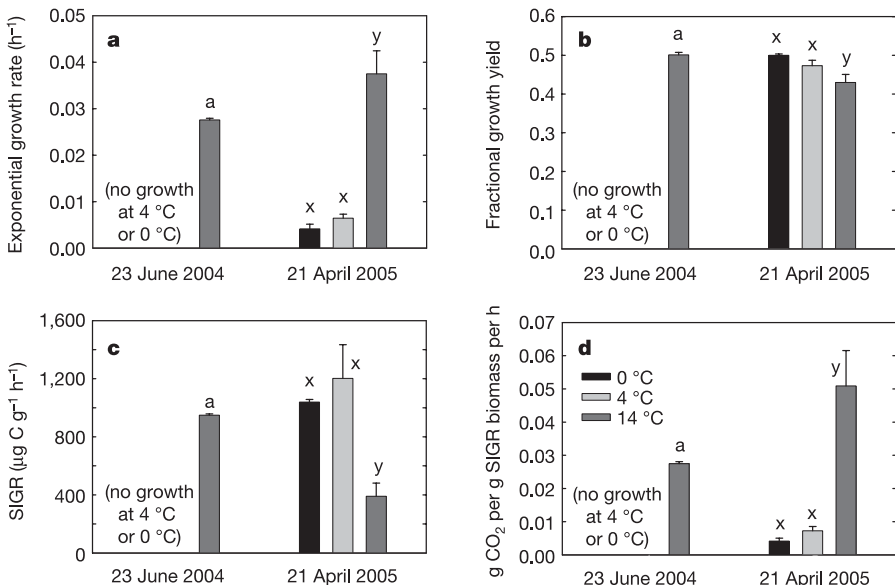 Exponential growth rate (h⁻¹)
0.05
0.04
0.03
0.02
0.01
0.00
a
a
y
x
x
(no growth
at 4 °C
or 0 °C)
23 June 2004
21 April 2005
Fractional growth yield
0.6
0.5
0.4
0.3
0.2
0.1
0.0
b
a
x
x
y
(no growth
at 4 °C
or 0 °C)
23 June 2004
21 April 2005
SIGR (µg C g⁻¹ h⁻¹)
1,600
1,200
900
400
0
c
a
x
x
y
(no growth
at 4 °C
or 0 °C)
23 June 2004
21 April 2005
g CO₂ per g SIGR biomass per h
0.07
0.06
0.05
0.04
0.03
0.02
0.01
0.00
d
0 °C
4 °C
14 °C
a
y
x
x
(no growth
at 4 °C
or 0 °C)
23 June 2004
21 April 2005